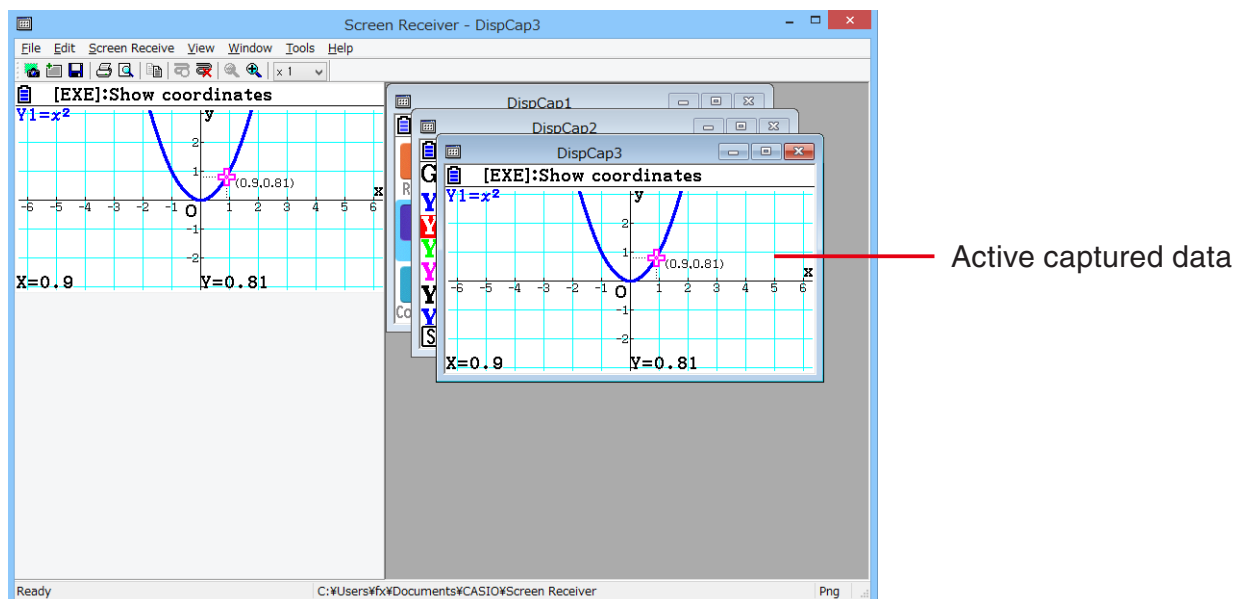 Screen Receiver - DispCap3
File Edit Screen Receive View Window Tools Help
x 1
[EXE]:Show coordinates
Y1=x²
y
2
1
(0.9,0.81)
x
-6 -5 -4 -3 -2 -1 O 1 2 3 4 5 6
-1
-2
X=0.9 Y=0.81
DispCap1
R
Co
DispCap2
G
Y
Y
Y
Y
Y
Y
S
DispCap3
[EXE]:Show coordinates
Y1=x²
y
2
1
(0.9,0.81)
x
-6 -5 -4 -3 -2 -1 O 1 2 3 4 5 6
-1
-2
X=0.9 Y=0.81
Active captured data
Ready C:¥Users¥fx¥Documents¥CASIO¥Screen Receiver Png